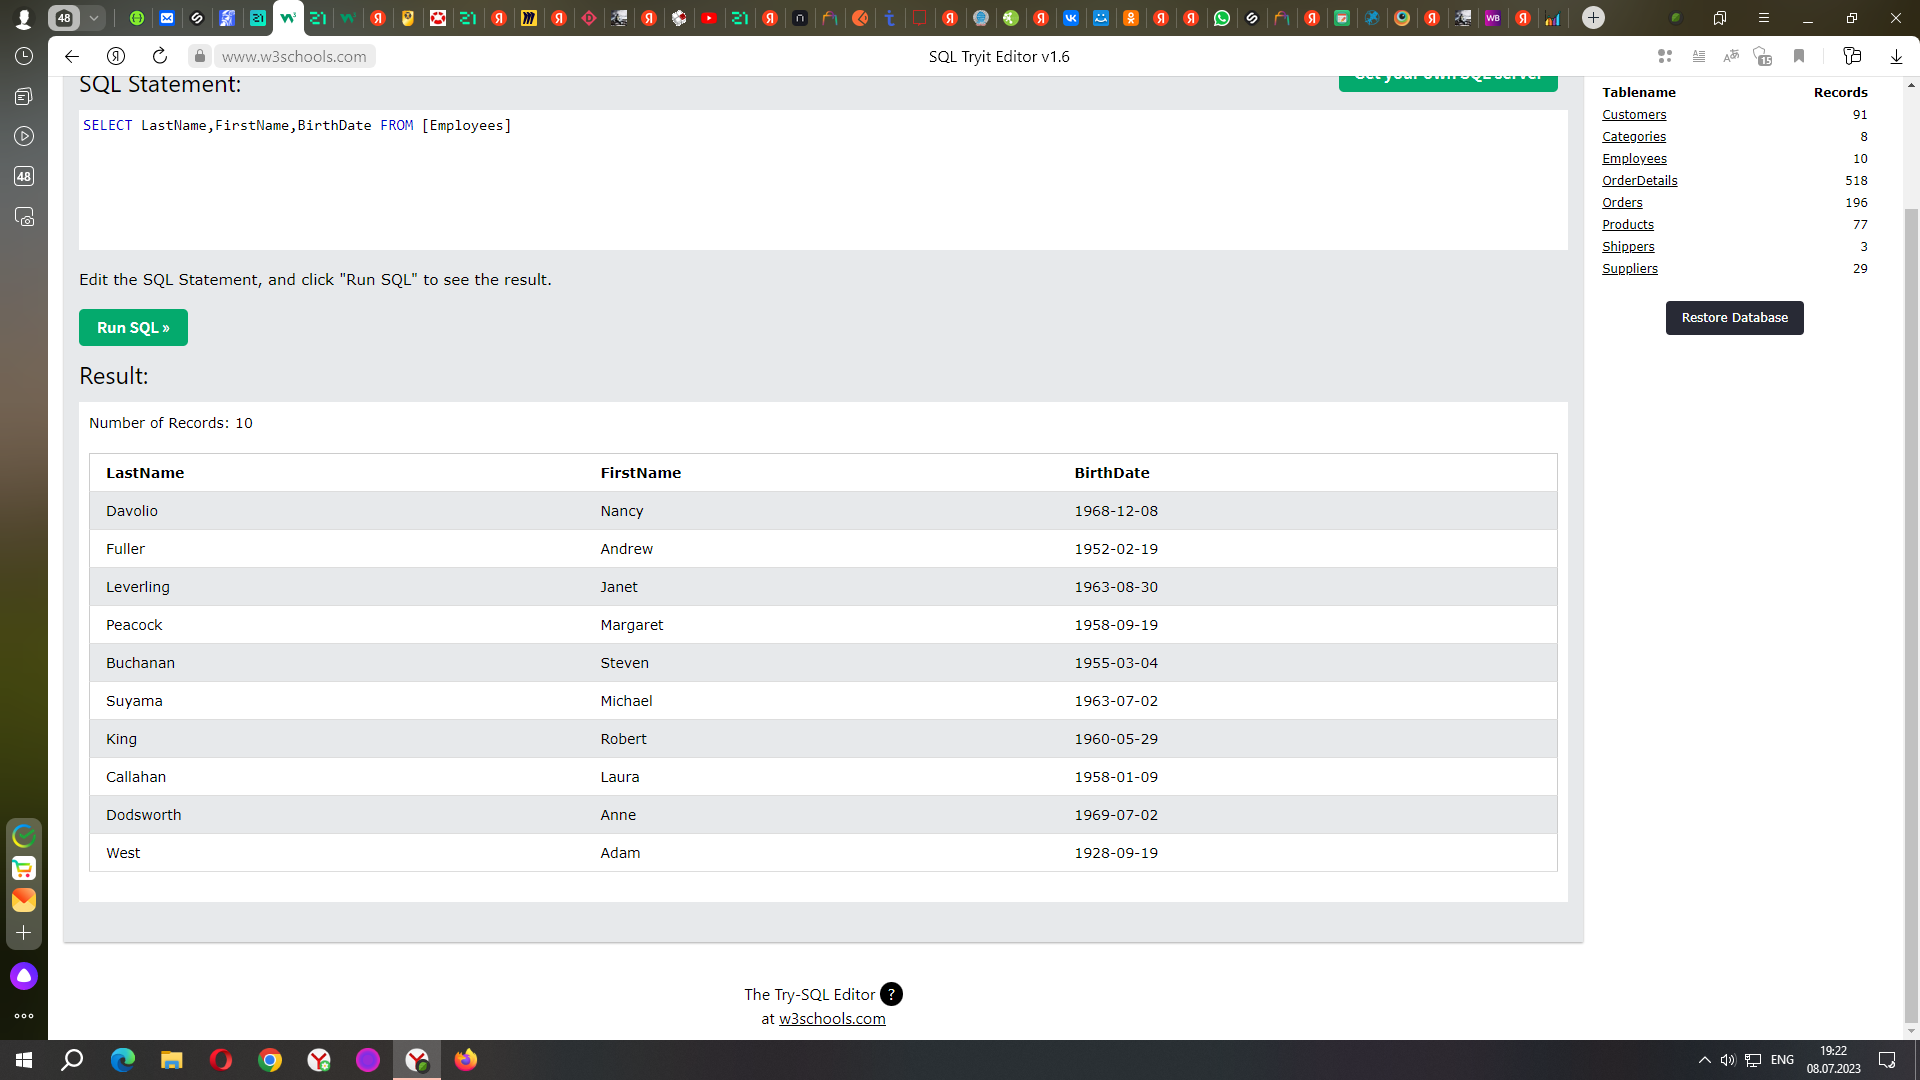 48
www.w3schools.com
SQL Tryit Editor v1.6
15
48
SQL Statement:
SELECT LastName,FirstName,BirthDate FROM [Employees]
Edit the SQL Statement, and click "Run SQL" to see the result.
Run SQL »
Result:
Number of Records: 10
LastName FirstName BirthDate
Davolio Nancy 1968-12-08
Fuller Andrew 1952-02-19
Leverling Janet 1963-08-30
Peacock Margaret 1958-09-19
Buchanan Steven 1955-03-04
Suyama Michael 1963-07-02
King Robert 1960-05-29
Callahan Laura 1958-01-09
Dodsworth Anne 1969-07-02
West Adam 1928-09-19
Tablename Records
Customers 91
Categories 8
Employees 10
OrderDetails 518
Orders 196
Products 77
Shippers 3
Suppliers 29
Restore Database
The Try-SQL Editor ?
at w3schools.com
ENG
19:22
08.07.2023